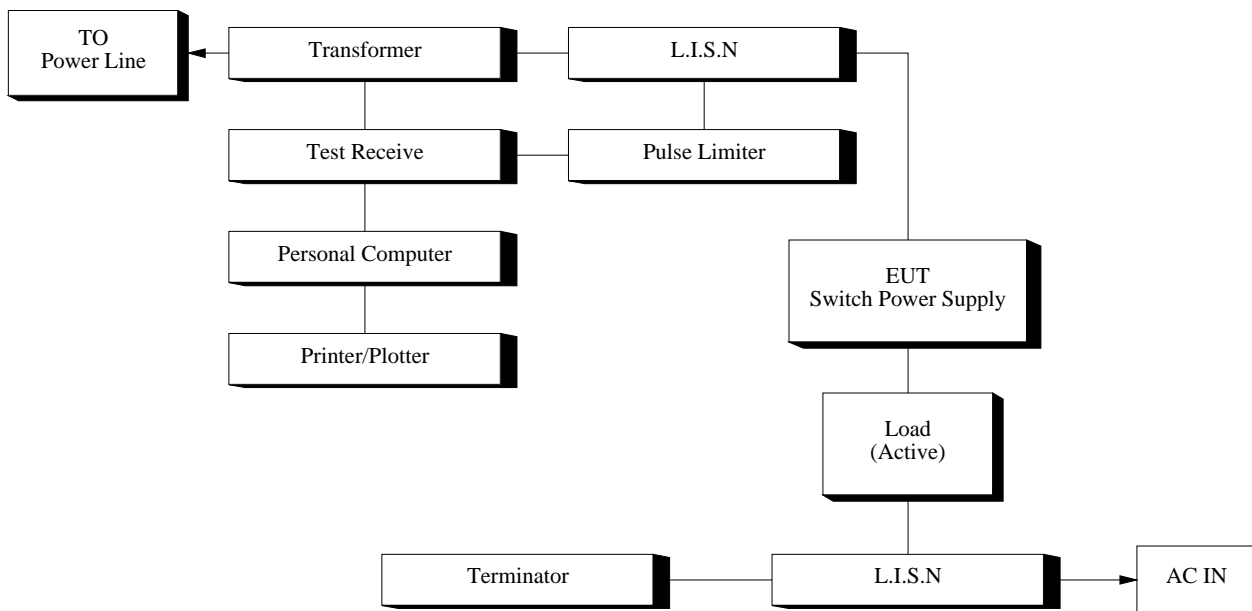 TO
Power Line
Transformer
L.I.S.N
Test Receive
Pulse Limiter
Personal Computer
EUT
Switch Power Supply
Printer/Plotter
Load
(Active)
Terminator
L.I.S.N
AC IN